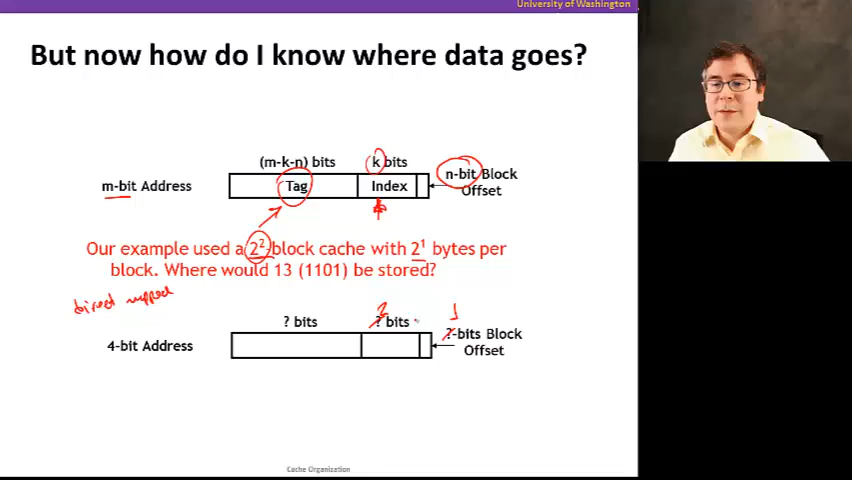 University of Washington
But now how do I know where data goes?
(m-k-n) bits
k bits
m-bit Address
Tag
Index
n-bit Block
Offset
Our example used a 2² block cache with 2¹ bytes per
block. Where would 13 (1101) be stored?
direct mapped
2
1
? bits
? bits
?-bits Block
4-bit Address
Offset
Cache Organization